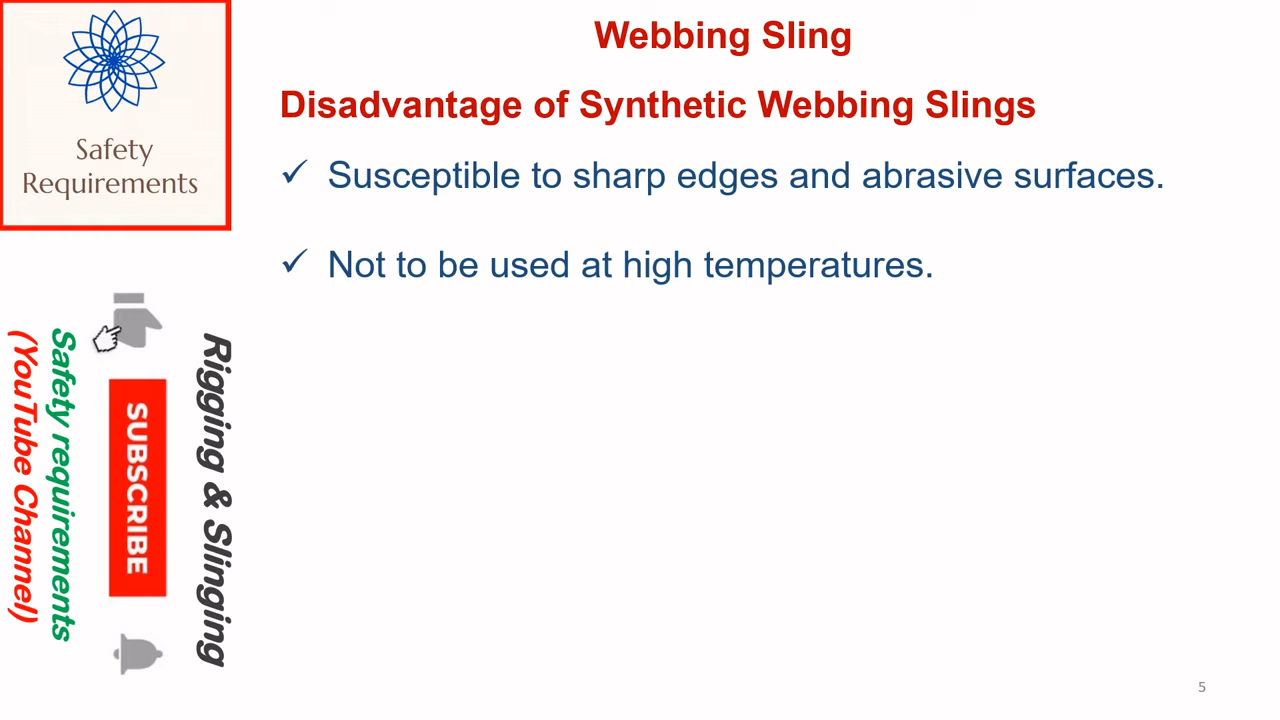 Webbing Sling
Disadvantage of Synthetic Webbing Slings
✓ Susceptible to sharp edges and abrasive surfaces.
✓ Not to be used at high temperatures.
Safety
Requirements
Rigging & Slinging
SUBSCRIBE
Safety requirements
(YouTube Channel)
5